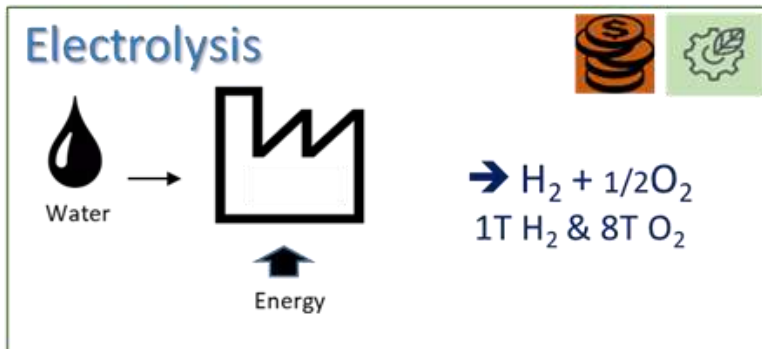 Electrolysis
$
Water
➔ H₂ + 1/2O₂
1T H₂ & 8T O₂
Energy